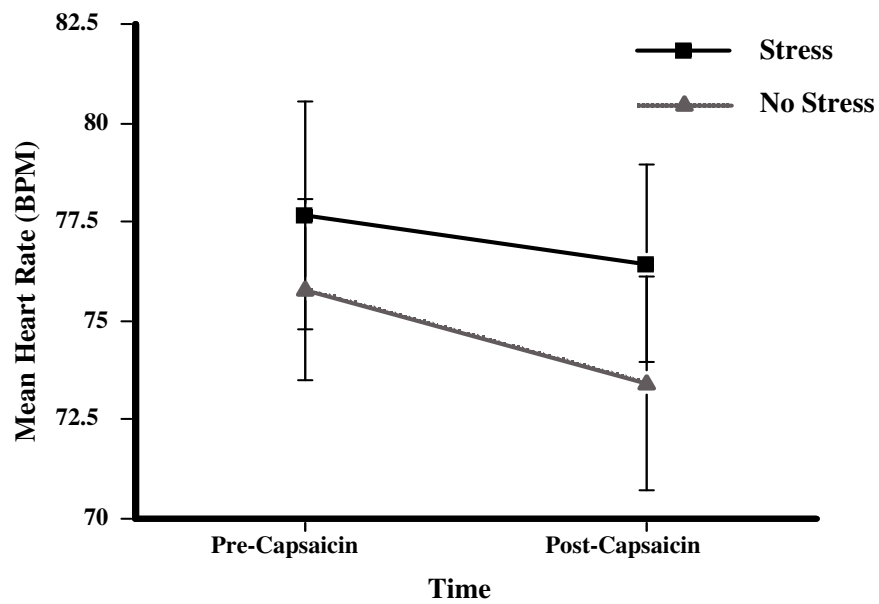 82.5
80
77.5
75
72.5
70
Mean Heart Rate (BPM)
Stress
No Stress
Pre-Capsaicin
Post-Capsaicin
Time